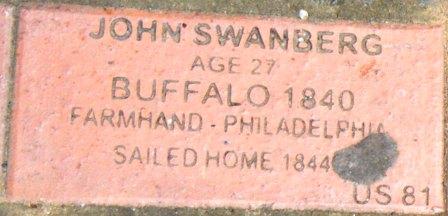 JOHN SWANBERG
AGE 27
BUFFALO 1840
FARMHAND - PHILADELPHIA
SAILED HOME 1844
US 81